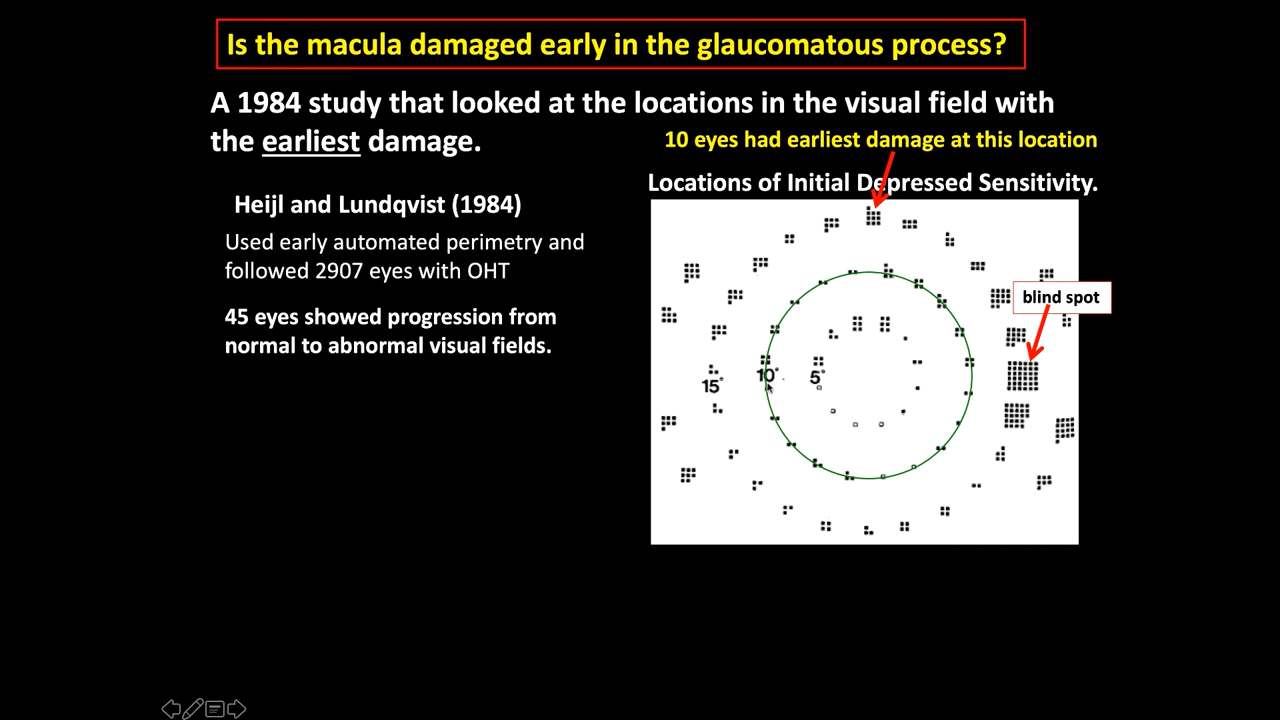 Is the macula damaged early in the glaucomatous process?
A 1984 study that looked at the locations in the visual field with
the earliest damage.
10 eyes had earliest damage at this location
Locations of Initial Depressed Sensitivity.
Heijl and Lundqvist (1984)
Used early automated perimetry and
followed 2907 eyes with OHT
45 eyes showed progression from
normal to abnormal visual fields.
blind spot
15° 10° 5°